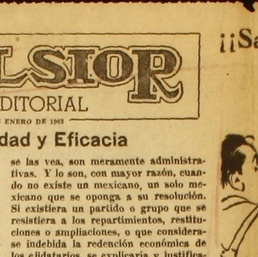 LSIOR
DITORIAL
ENERO DE 1963
dad y Eficacia
se las vea, son meramente administra-
tivas. Y lo son, con mayor razón, cuan-
do no existe un mexicano, un solo me-
xicano que se oponga a su resolución.
Si existiera un partido o grupo que se
resistiera a los repartimientos, restitu-
ciones o ampliaciones, o que considera-
se indebida la redención económica de
los ejidatarios, se explicaría y justifica-
¡¡Sa